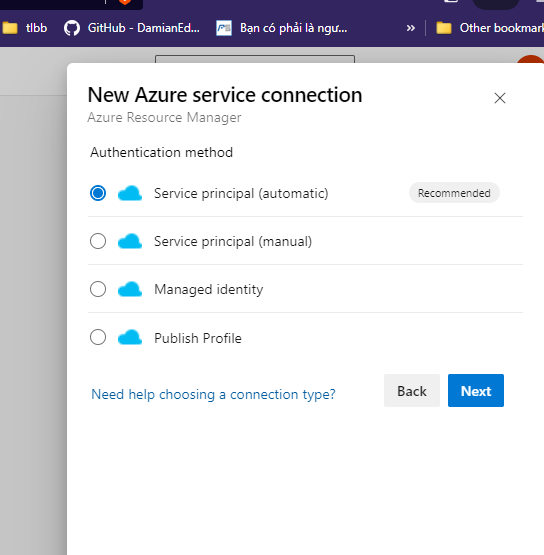 tlbb
GitHub - DamianEd...
Bạn có phải là ngư...
»
Other bookmark
New Azure service connection
Azure Resource Manager
Authentication method
Service principal (automatic)
Recommended
Service principal (manual)
Managed identity
Publish Profile
Need help choosing a connection type?
Back
Next